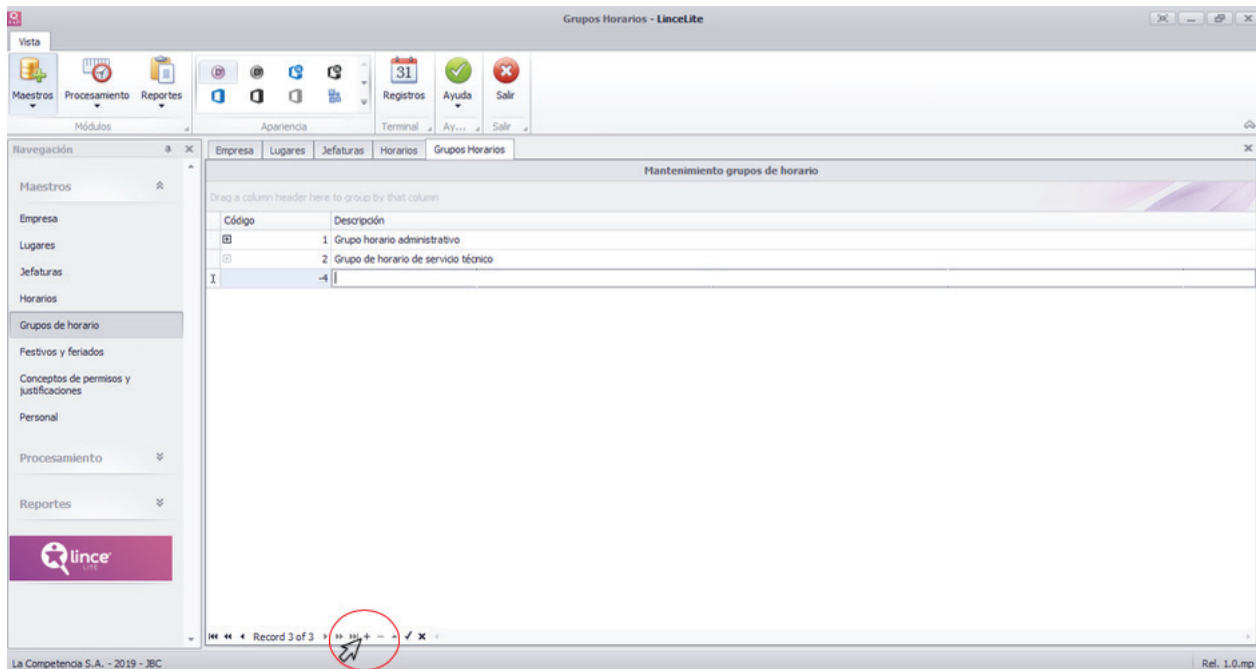 Grupos Horarios - LinceLite
Vista
Maestros Procesamiento Reportes
31
Registros Ayuda Salir
Módulos Apariencia Terminal Ay... Salir
Navegación
Empresa Lugares Jefaturas Horarios Grupos Horarios
Mantenimiento grupos de horario
Maestros
Drag a column header here to group by that column
Código Descripción
1 Grupo horario administrativo
2 Grupo de horario de servicio técnico
-4
Empresa
Lugares
Jefaturas
Horarios
Grupos de horario
Festivos y feriados
Conceptos de permisos y
justificaciones
Personal
Procesamiento
Reportes
lince
LITE
Record 3 of 3
La Competencia S.A. - 2019 - JBC
Rel. 1.0.mp